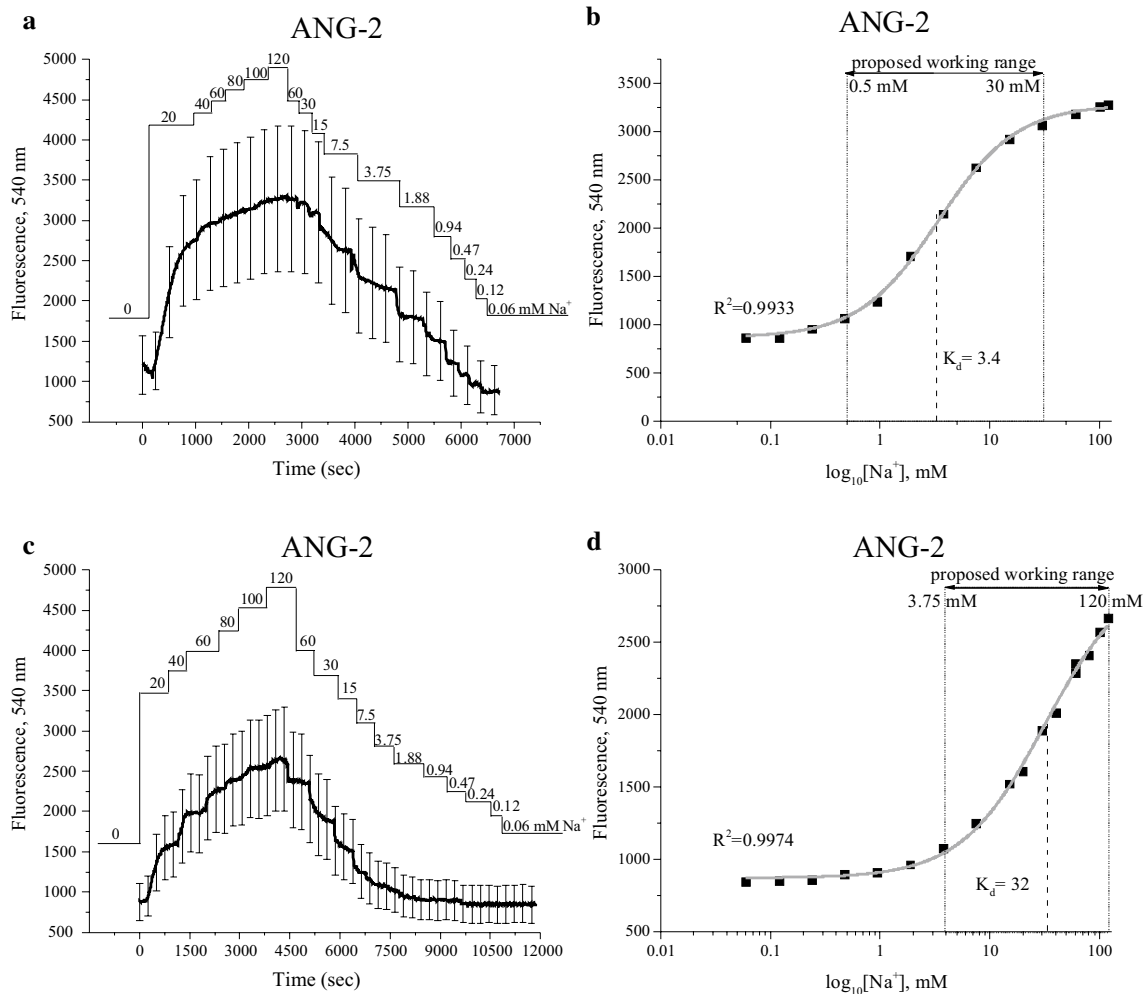 a
ANG-2
5000
4500
4000
3500
3000
2500
2000
1500
1000
500
Fluorescence, 540 nm
0
20
40
60
80
100
120
60
30
15
7.5
3.75
1.88
0.94
0.47
0.24
0.12
0.06 mM Na⁺
0 1000 2000 3000 4000 5000 6000 7000
Time (sec)
b
ANG-2
proposed working range
0.5 mM 30 mM
3500
3000
2500
2000
1500
1000
500
0
Fluorescence, 540 nm
R²=0.9933
K_d= 3.4
0.01 0.1 1 10 100
log₁₀[Na⁺], mM
c
ANG-2
5000
4500
4000
3500
3000
2500
2000
1500
1000
500
Fluorescence, 540 nm
0
20
40
60
80
100
120
60
30
15
7.5
3.75
1.88
0.94
0.47
0.24
0.12
0.06 mM Na⁺
0 1500 3000 4500 6000 7500 9000 10500 12000
Time (sec)
d
ANG-2
proposed working range
3.75 mM 120 mM
3000
2500
2000
1500
1000
500
Fluorescence, 540 nm
R²=0.9974
K_d= 32
0.01 0.1 1 10 100
log₁₀[Na⁺], mM